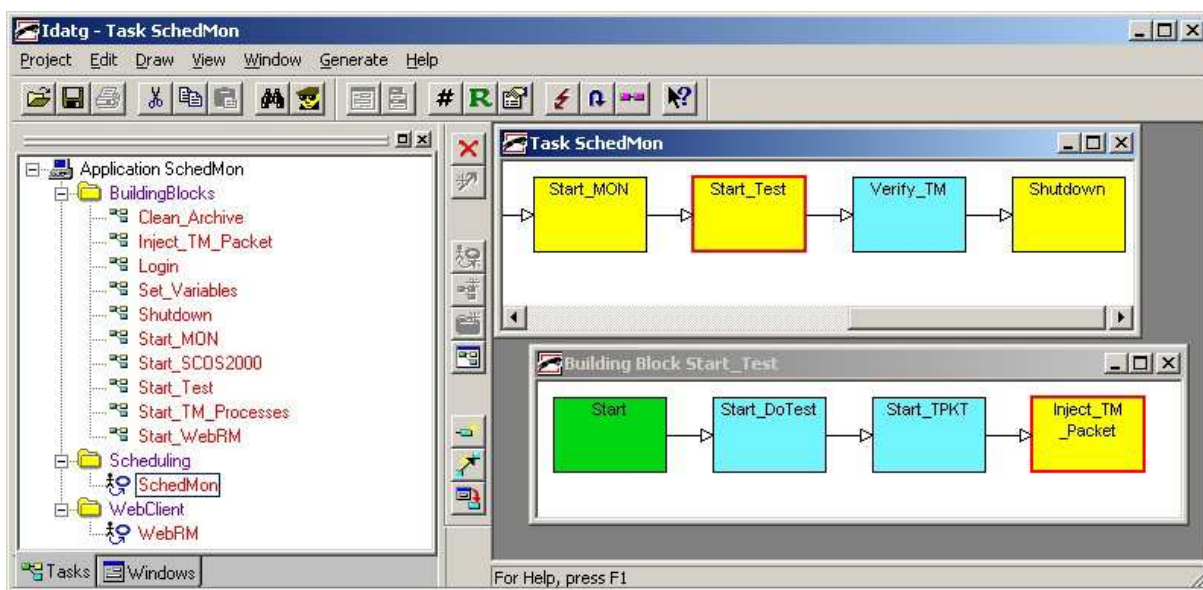 Idatg - Task SchedMon
Project Edit Draw View Window Generate Help
# R
Application SchedMon
BuildingBlocks
Clean_Archive
Inject_TM_Packet
Login
Set_Variables
Shutdown
Start_MON
Start_SCOS2000
Start_Test
Start_TM_Processes
Start_WebRM
Scheduling
SchedMon
WebClient
WebRM
Tasks Windows
Task SchedMon
Start_MON Start_Test Verify_TM Shutdown
Building Block Start_Test
Start Start_DoTest Start_TPKT Inject_TM
_Packet
For Help, press F1